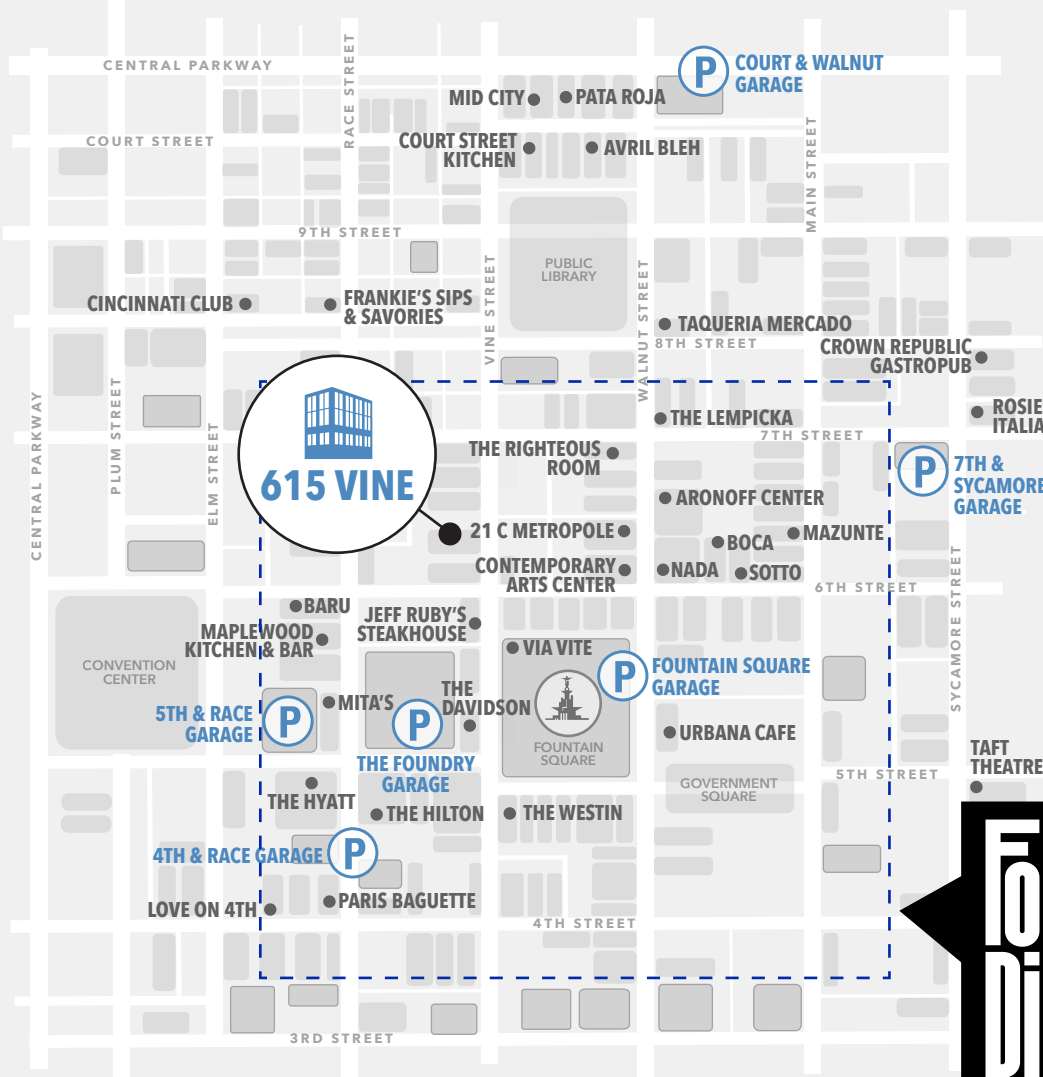 CENTRAL PARKWAY
RACE STREET
COURT & WALNUT
GARAGE
MID CITY
PATA ROJA
COURT STREET
COURT STREET
KITCHEN
AVRIL BLEH
MAIN STREET
9TH STREET
PUBLIC
LIBRARY
VINE STREET
WALNUT STREET
CINCINNATI CLUB
FRANKIE'S SIPS
& SAVORIES
TAQUERIA MERCADO
8TH STREET
CROWN REPUBLIC
GASTROPUB
CENTRAL PARKWAY
PLUM STREET
ELM STREET
615 VINE
THE LEMPICKA
ROSIE
ITALIA
7TH STREET
THE RIGHTEOUS
ROOM
7TH &
SYCAMORE
GARAGE
P
P
ARONOFF CENTER
21 C METROPOLE
BOCA
MAZUNTE
CONTEMPORARY
ARTS CENTER
NADA
SOTTO
6TH STREET
SYCAMORE STREET
BARU
JEFF RUBY'S
STEAKHOUSE
MAPLEWOOD
KITCHEN & BAR
VIA VITE
CONVENTION
CENTER
P
FOUNTAIN SQUARE
GARAGE
THE
DAVIDSON
MITA'S
5TH & RACE
GARAGE
P
P
URBANA CAFE
FOUNTAIN
SQUARE
THE FOUNDRY
GARAGE
TAFT
THEATRE
5TH STREET
GOVERNMENT
SQUARE
THE HYATT
THE HILTON
THE WESTIN
4TH & RACE GARAGE
P
PARIS BAGUETTE
LOVE ON 4TH
4TH STREET
3RD STREET